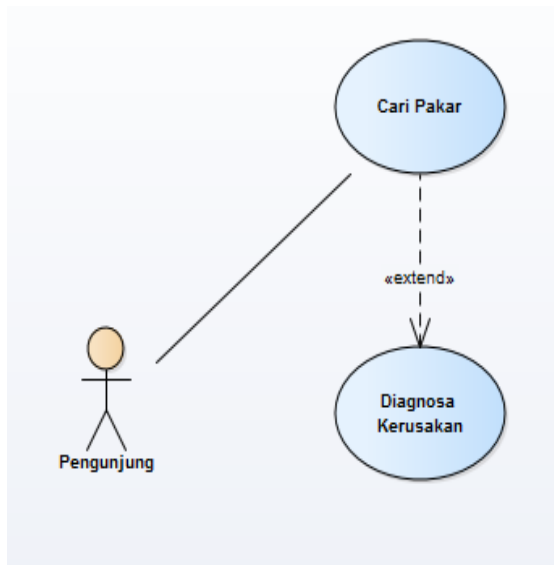 Cari Pakar
«extend»
Diagnosa
Kerusakan
Pengunjung